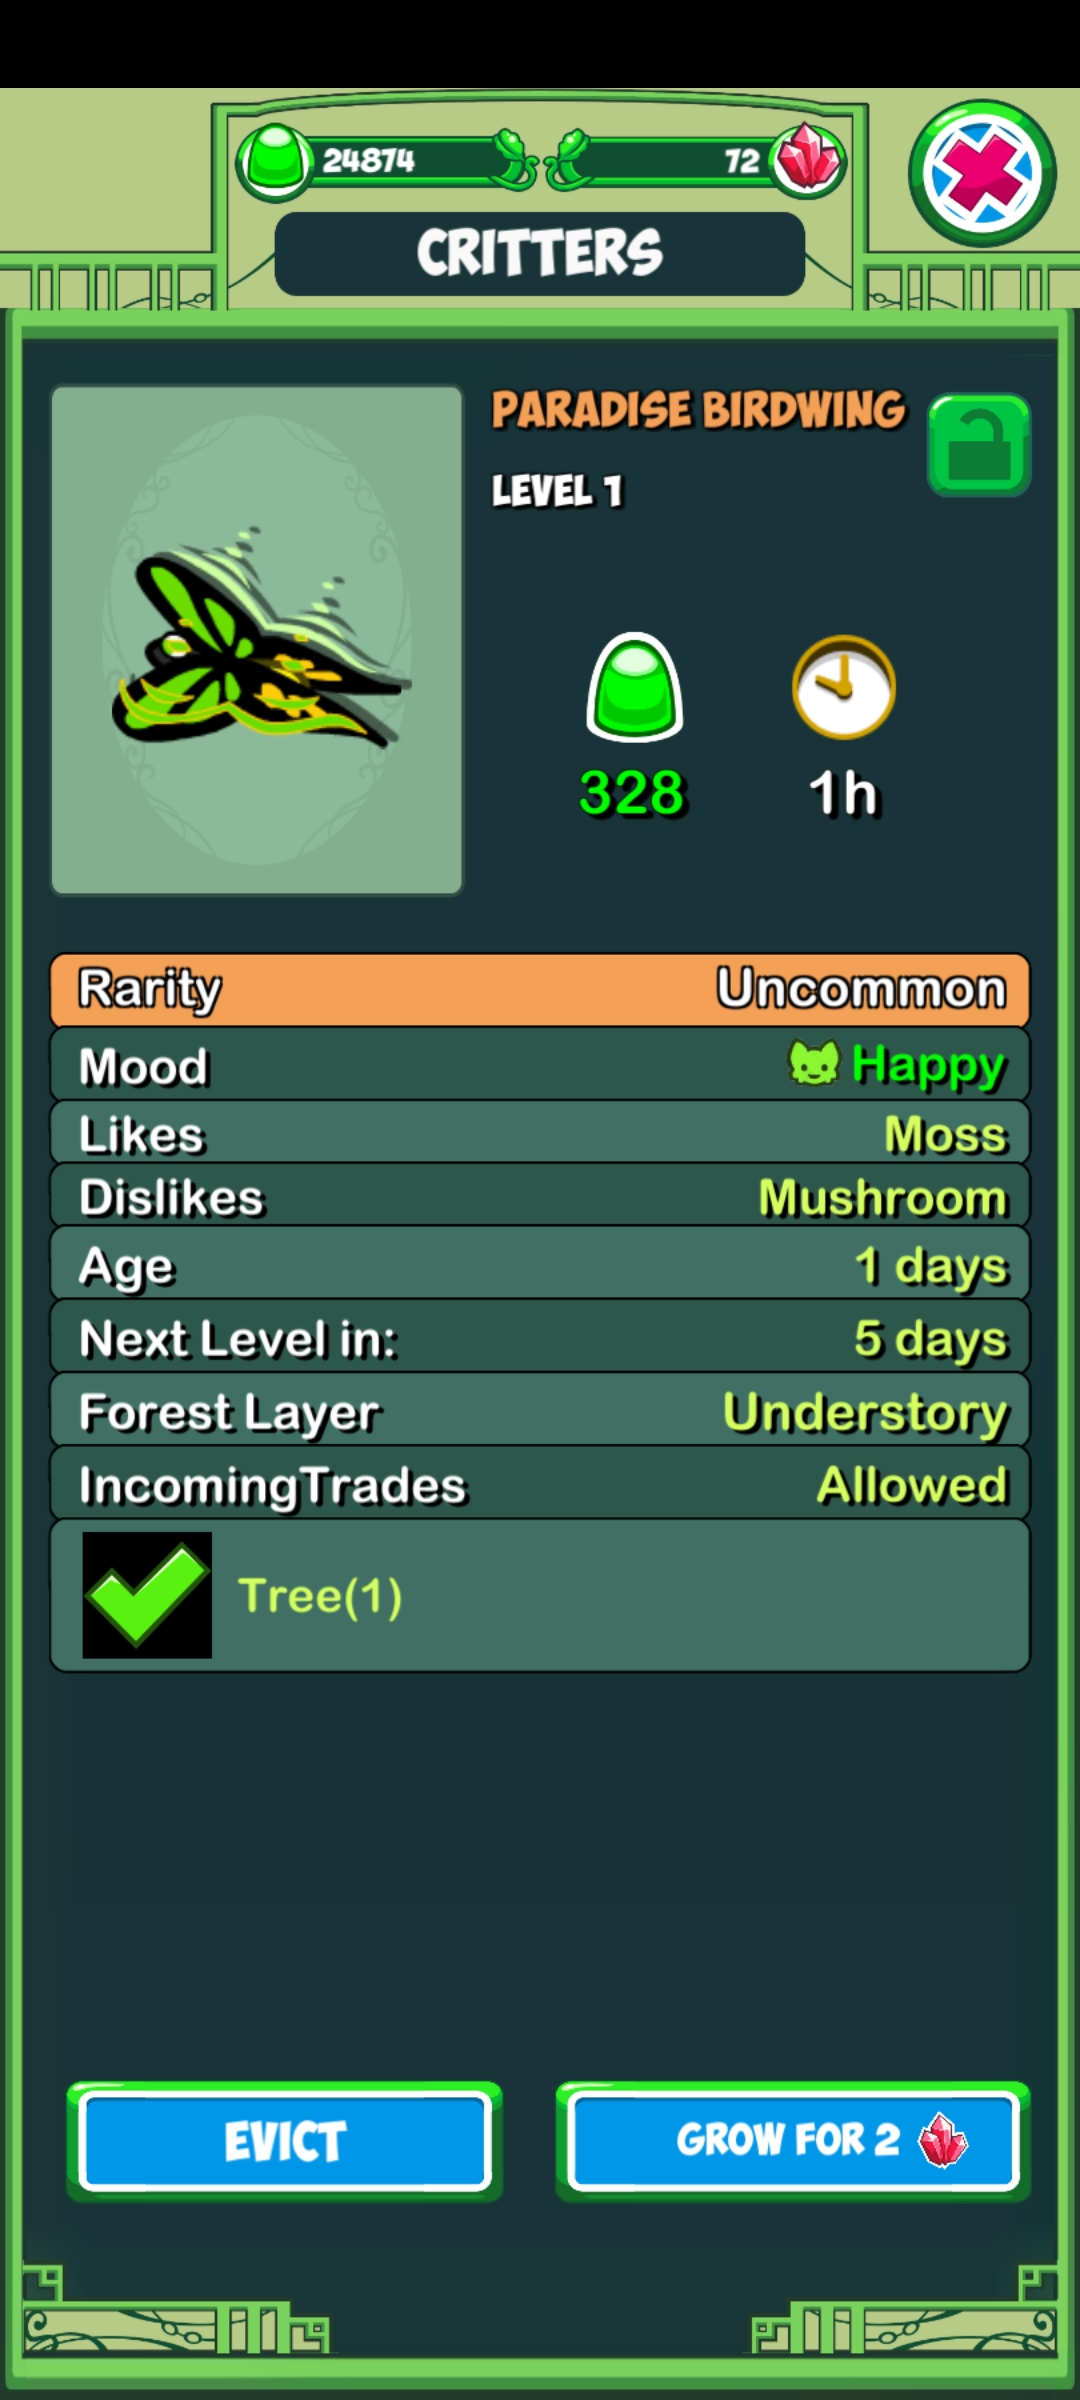 24874
72
CRITTERS
PARADISE BIRDWING
LEVEL 1
328
1h
Rarity Uncommon
Mood Happy
Likes Moss
Dislikes Mushroom
Age 1 days
Next Level in: 5 days
Forest Layer Understory
IncomingTrades Allowed
Tree(1)
EVICT
GROW FOR 2